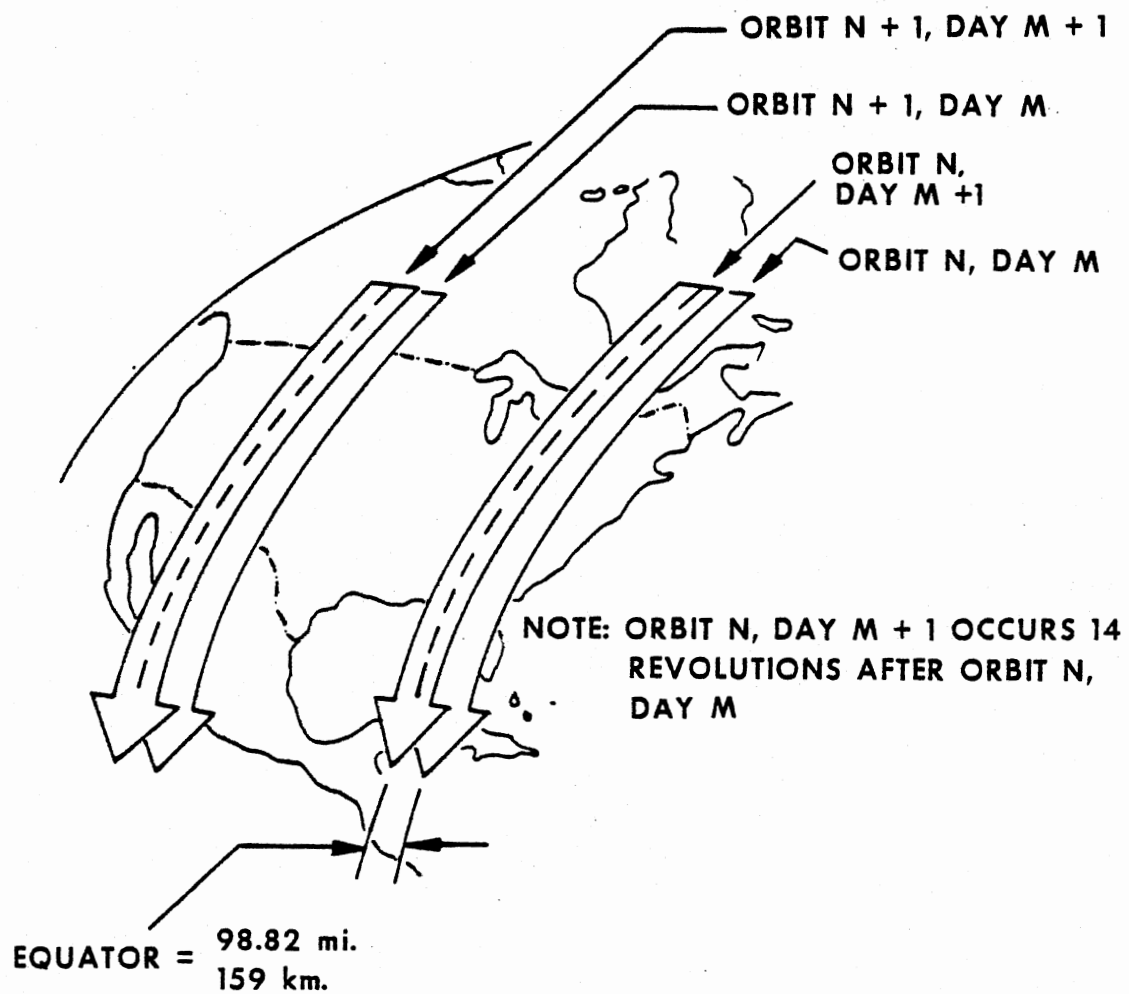 ORBIT N + 1, DAY M + 1
ORBIT N + 1, DAY M
ORBIT N,
DAY M +1
ORBIT N, DAY M
NOTE: ORBIT N, DAY M + 1 OCCURS 14
REVOLUTIONS AFTER ORBIT N,
DAY M
EQUATOR = 98.82 mi.
159 km.